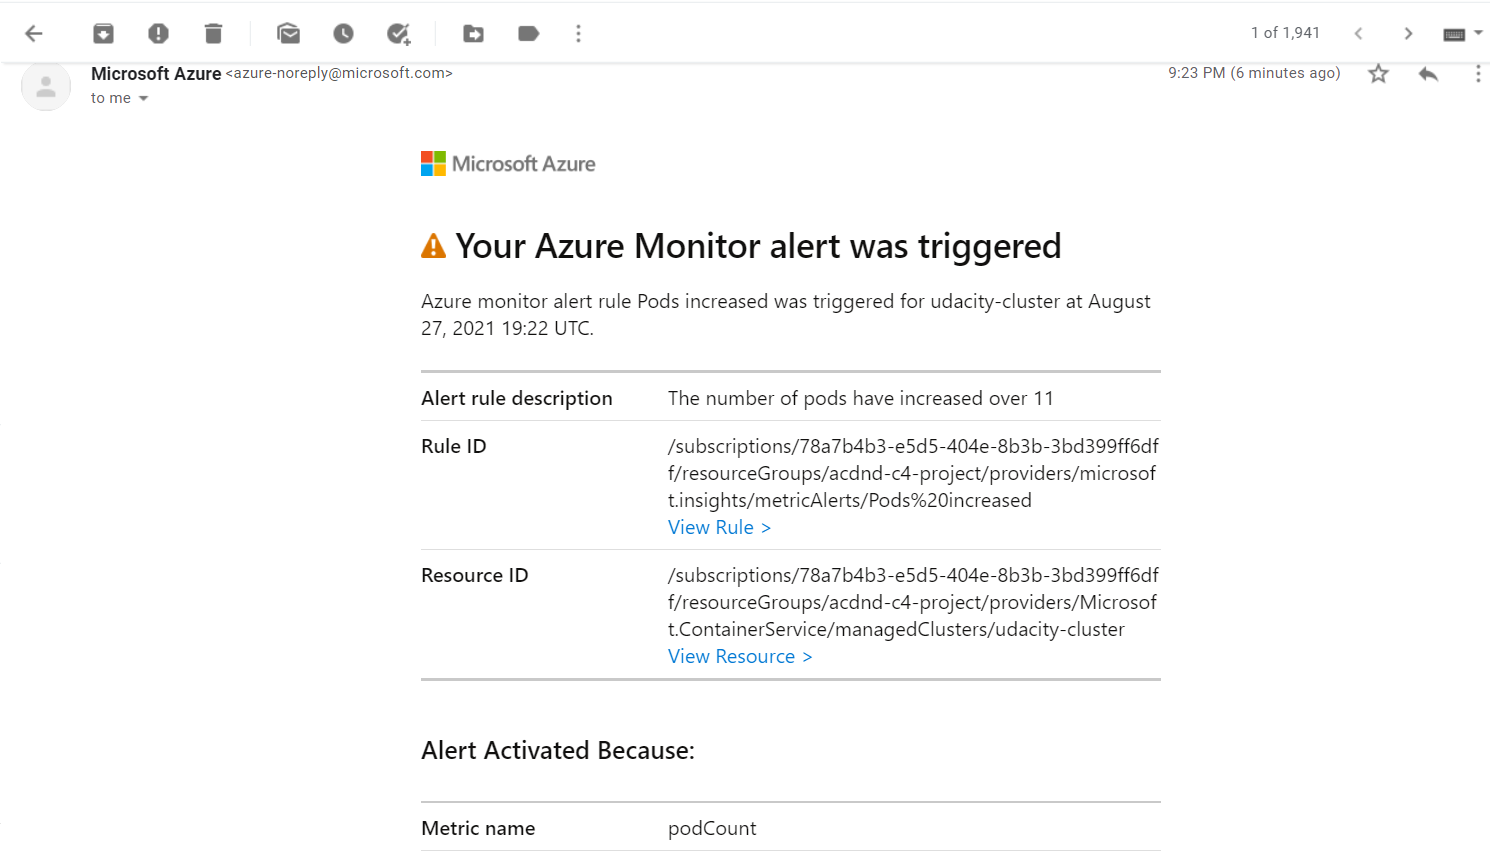 1 of 1,941
Microsoft Azure <azure-noreply@microsoft.com>
9:23 PM (6 minutes ago)
to me
Microsoft Azure
Your Azure Monitor alert was triggered
Azure monitor alert rule Pods increased was triggered for udacity-cluster at August
27, 2021 19:22 UTC.
Alert rule description
The number of pods have increased over 11
Rule ID
/subscriptions/78a7b4b3-e5d5-404e-8b3b-3bd399ff6df
f/resourceGroups/acdnd-c4-project/providers/microsof
t.insights/metricAlerts/Pods%20increased
View Rule >
Resource ID
/subscriptions/78a7b4b3-e5d5-404e-8b3b-3bd399ff6df
f/resourceGroups/acdnd-c4-project/providers/Microsof
t.ContainerService/managedClusters/udacity-cluster
View Resource >
Alert Activated Because:
Metric name
podCount